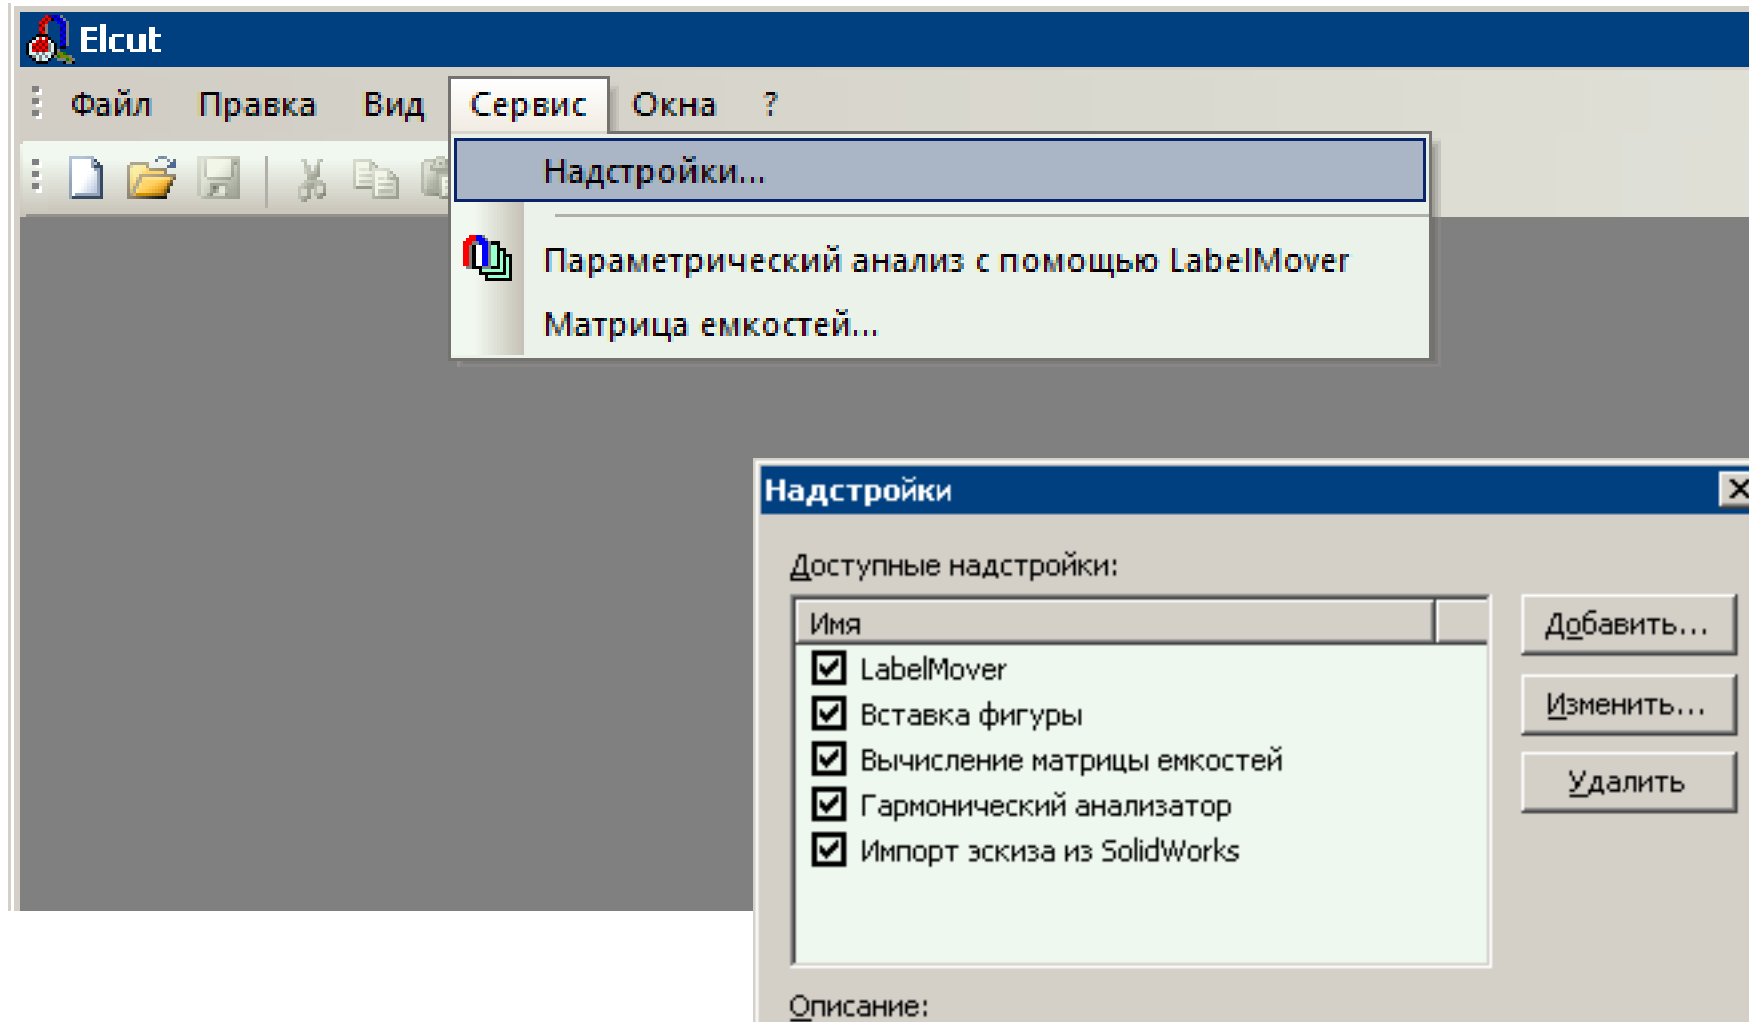 Elcut
Файл Правка Вид Сервис Окна ?
Надстройки...
Параметрический анализ с помощью LabelMover
Матрица емкостей...
Надстройки
Доступные надстройки:
Имя
LabelMover
Вставка фигуры
Вычисление матрицы емкостей
Гармонический анализатор
Импорт эскиза из SolidWorks
Добавить...
Изменить...
Удалить
Описание: